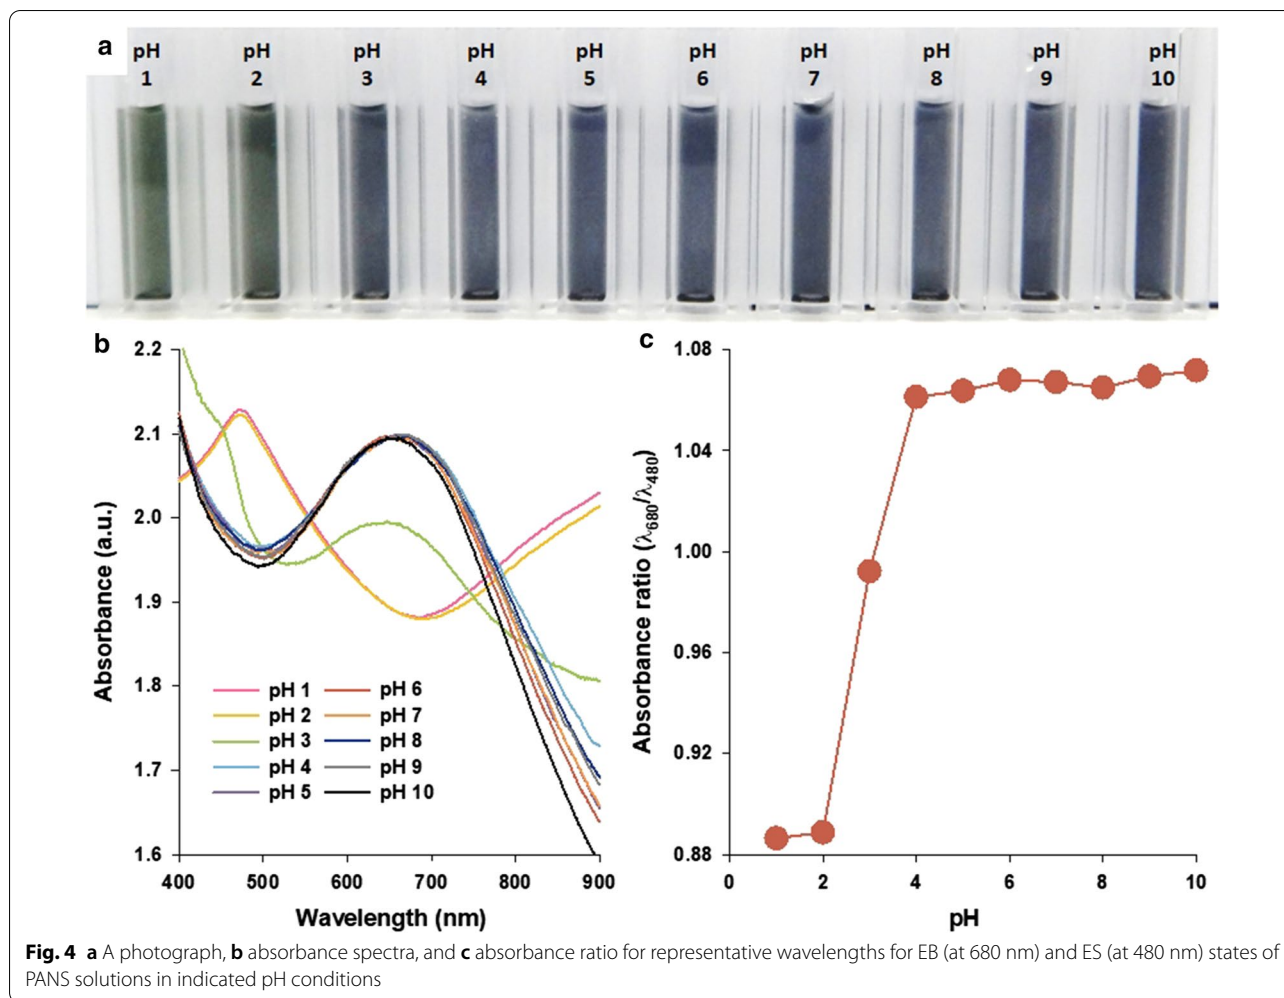 a
pH pH pH pH pH pH pH pH pH pH
1 2 3 4 5 6 7 8 9 10
b
2.2
2.1
2.0
1.9
1.8
1.7
1.6
Absorbance (a.u.)
pH 1 pH 6
pH 2 pH 7
pH 3 pH 8
pH 4 pH 9
pH 5 pH 10
400 500 600 700 800 900
Wavelength (nm)
c
1.08
1.04
1.00
0.96
0.92
0.88
Absorbance ratio (λ680/λ480)
0 2 4 6 8 10
pH
Fig. 4 a A photograph, b absorbance spectra, and c absorbance ratio for representative wavelengths for EB (at 680 nm) and ES (at 480 nm) states of
PANS solutions in indicated pH conditions